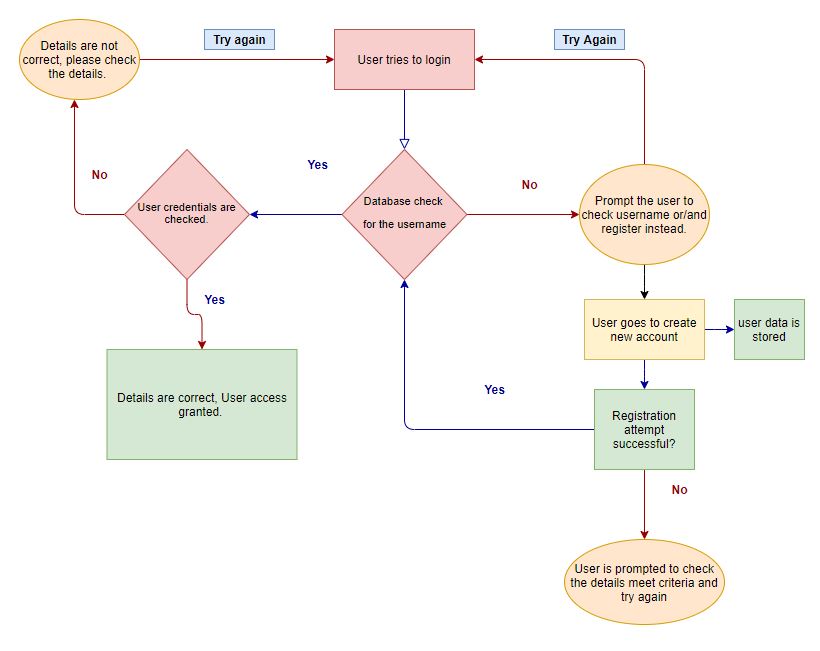 Details are not
correct, please check
the details.
Try again
User tries to login
Try Again
No
Yes
No
User credentials are
checked.
Database check
for the username
Prompt the user to
check username or/and
register instead.
Yes
User goes to create
new account
user data is
stored
Details are correct, User access
granted.
Yes
Registration
attempt
successful?
No
User is prompted to check
the details meet criteria and
try again